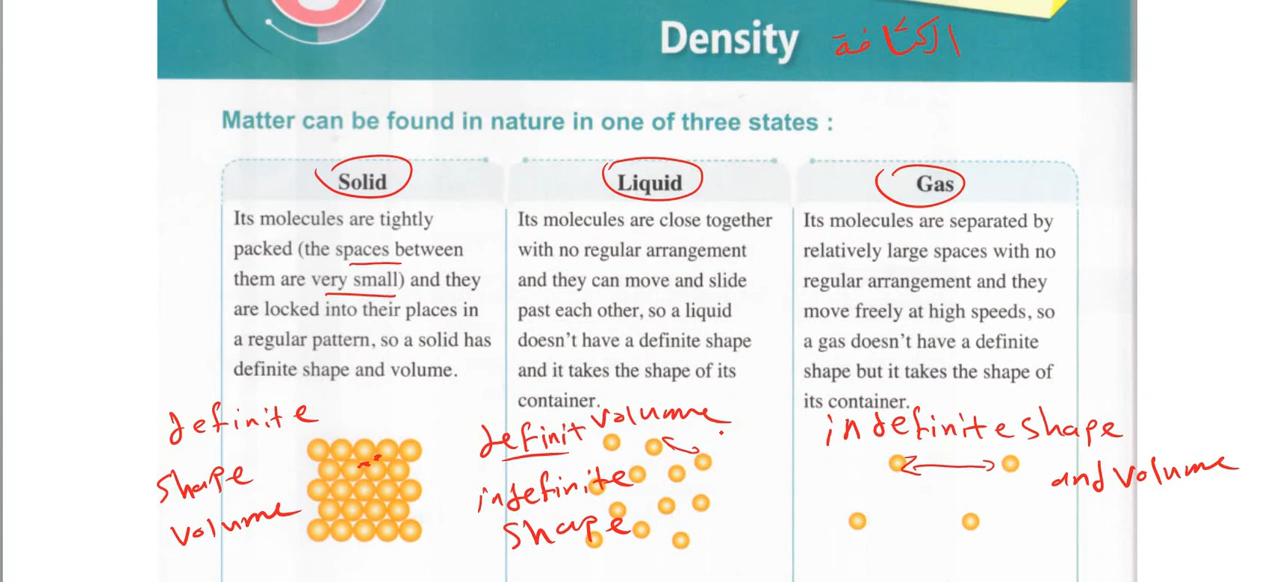 Density الكثافة
Matter can be found in nature in one of three states :
Solid
Its molecules are tightly
packed (the spaces between
them are very small) and they
are locked into their places in
a regular pattern, so a solid has
definite shape and volume.
definite
shape
volume
Liquid
Its molecules are close together
with no regular arrangement
and they can move and slide
past each other, so a liquid
doesn't have a definite shape
and it takes the shape of its
container.
definit volume
indefinite
shape
Gas
Its molecules are separated by
relatively large spaces with no
regular arrangement and they
move freely at high speeds, so
a gas doesn't have a definite
shape but it takes the shape of
its container.
indefinite shape
and volume